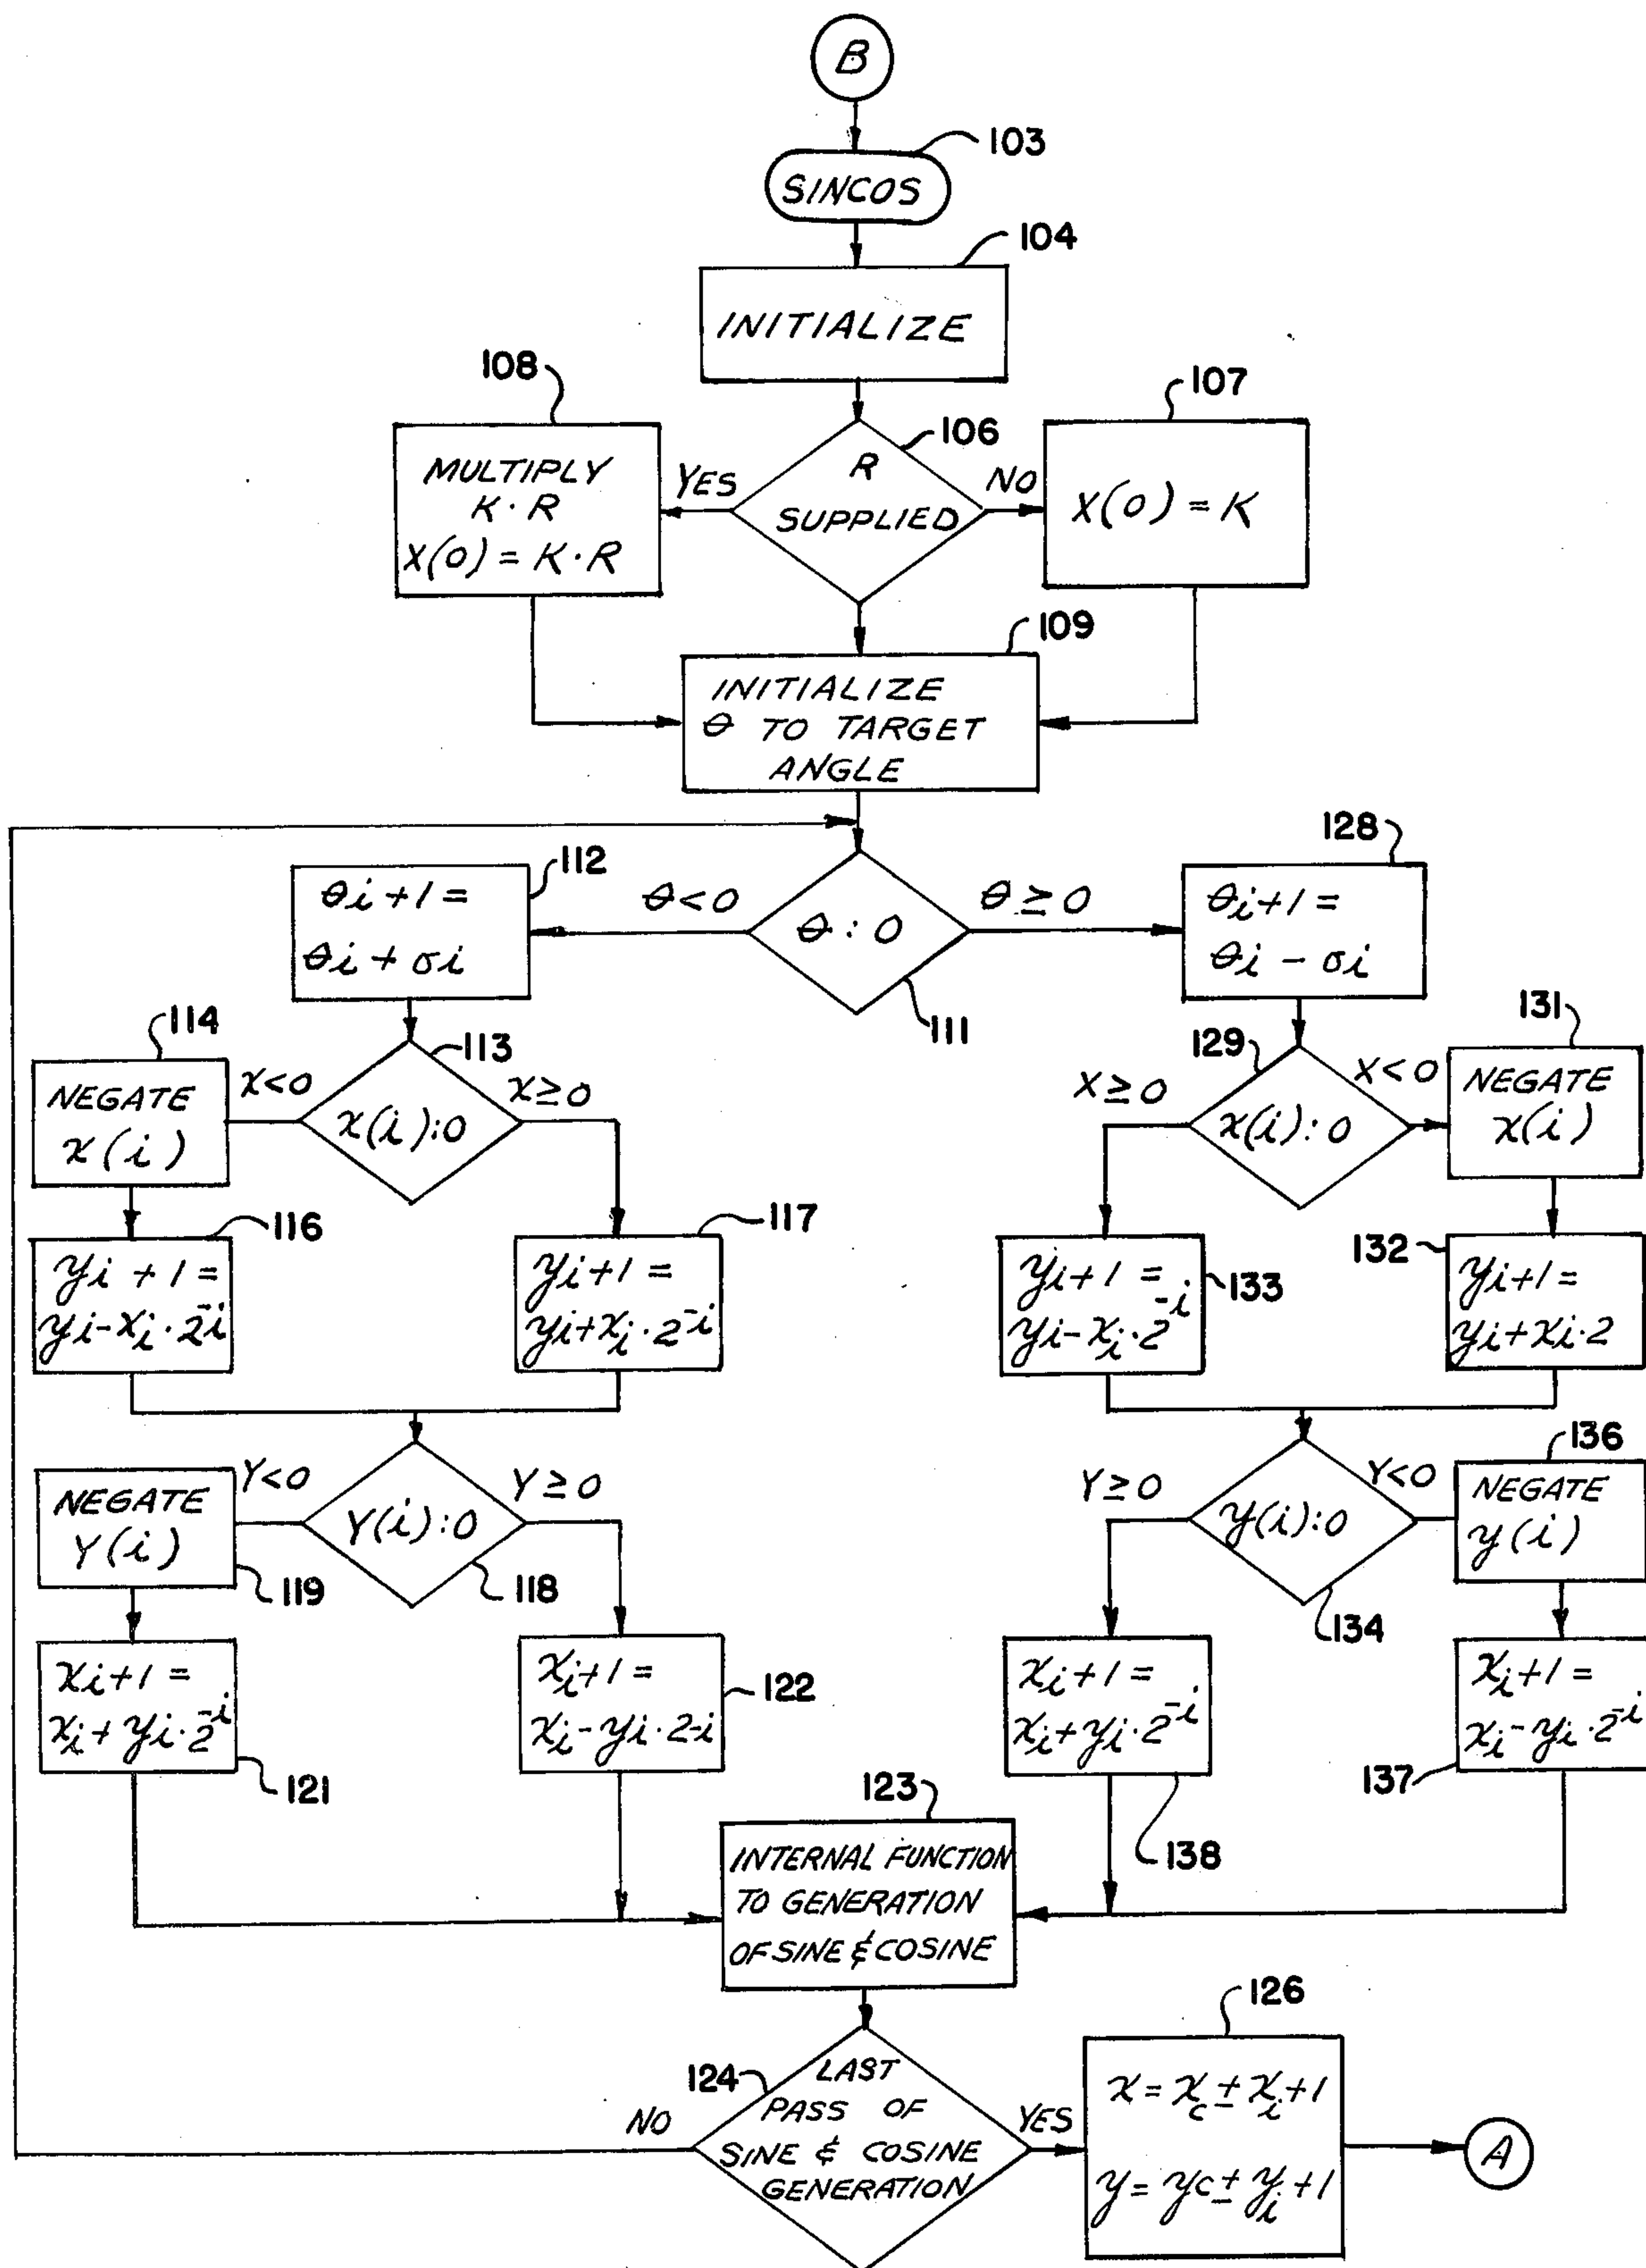 B
103
SINCOS
104
INITIALIZE
108
MULTIPLY
K · R
X(0) = K · R
YES
106
R
SUPPLIED
NO
107
X(0) = K
109
INITIALIZE
θ TO TARGET
ANGLE
112
θi + 1 =
θi + σi
θ < 0
θ : 0
111
θ ≥ 0
128
θi+1 =
θi - σi
114
NEGATE
x(i)
x<0
113
x(i):0
x≥0
129
X≥0
x(i):0
X<0
131
NEGATE
x(i)
116
yi + 1 =
yi - xi · 2^-i
117
yi+1 =
yi+xi · 2^-i
133
yi+1 =
yi - xi · 2^-i
132
yi+1 =
yi+xi · 2
NEGATE
Y(i)
119
Y<0
Y(i):0
118
Y≥0
Y≥0
y(i):0
134
Y<0
136
NEGATE
y(i)
xi+1 =
xi + yi · 2^-i
121
xi+1 =
xi - yi · 2-i
122
xi+1 =
xi+yi · 2^-i
138
xi+1 =
xi - yi · 2^-i
137
123
INTERNAL FUNCTION
TO GENERATION
OF SINE & COSINE
124
LAST
PASS OF
SINE & COSINE
GENERATION
NO
YES
126
x = xc ± xi+1
y = yc ± yi+1
A